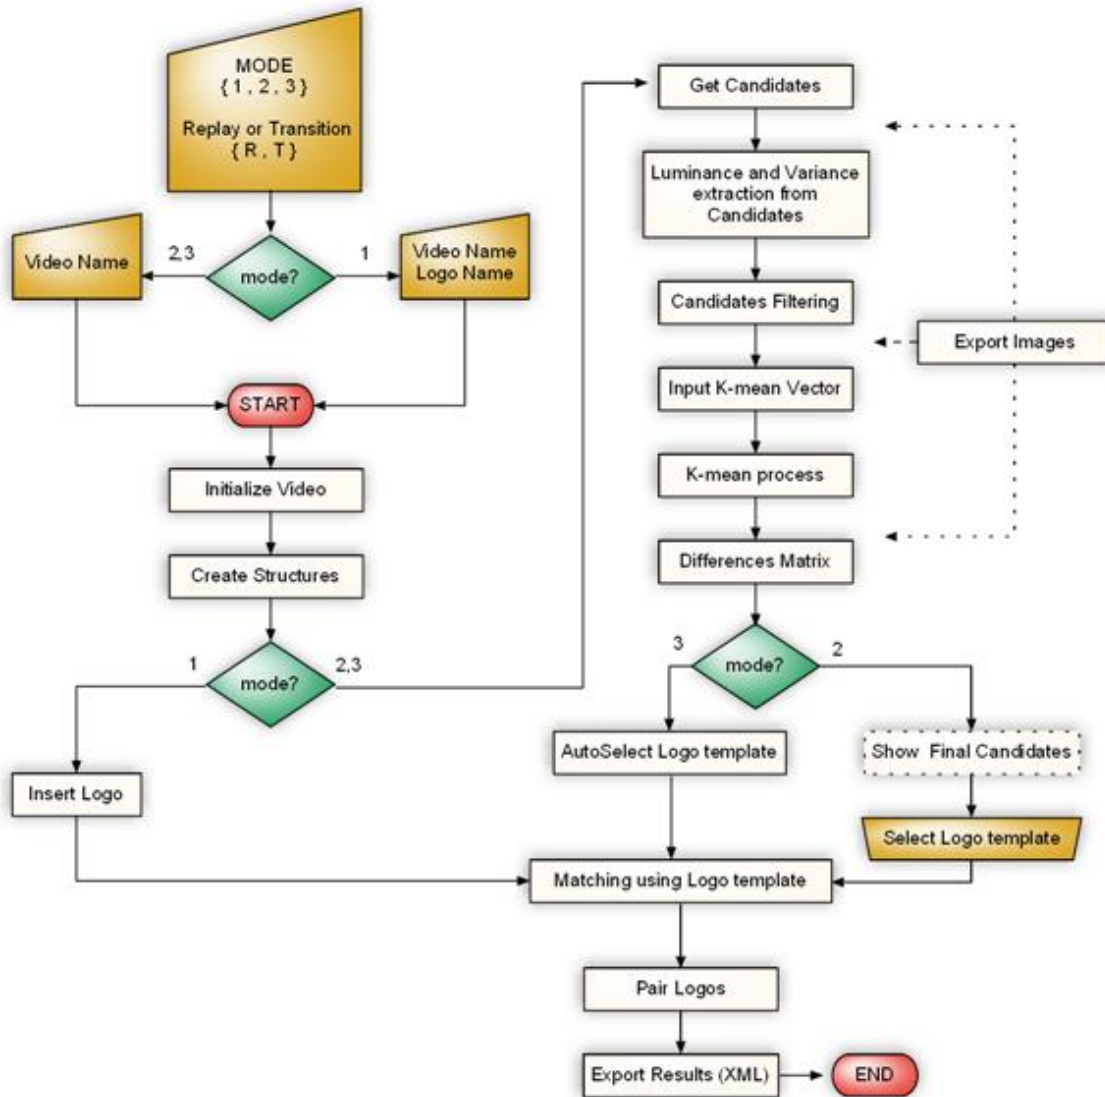 MODE
{ 1 , 2, 3 }
Replay or Transition
{ R , T }
Video Name
2,3
mode?
1
Video Name
Logo Name
START
Initialize Video
Create Structures
1
mode?
2,3
Insert Logo
Get Candidates
Luminance and Variance
extraction from
Candidates
Candidates Filtering
Export Images
Input K-mean Vector
K-mean process
Differences Matrix
3
mode?
2
AutoSelect Logo template
Show Final Candidates
Select Logo template
Matching using Logo template
Pair Logos
Export Results (XML)
END